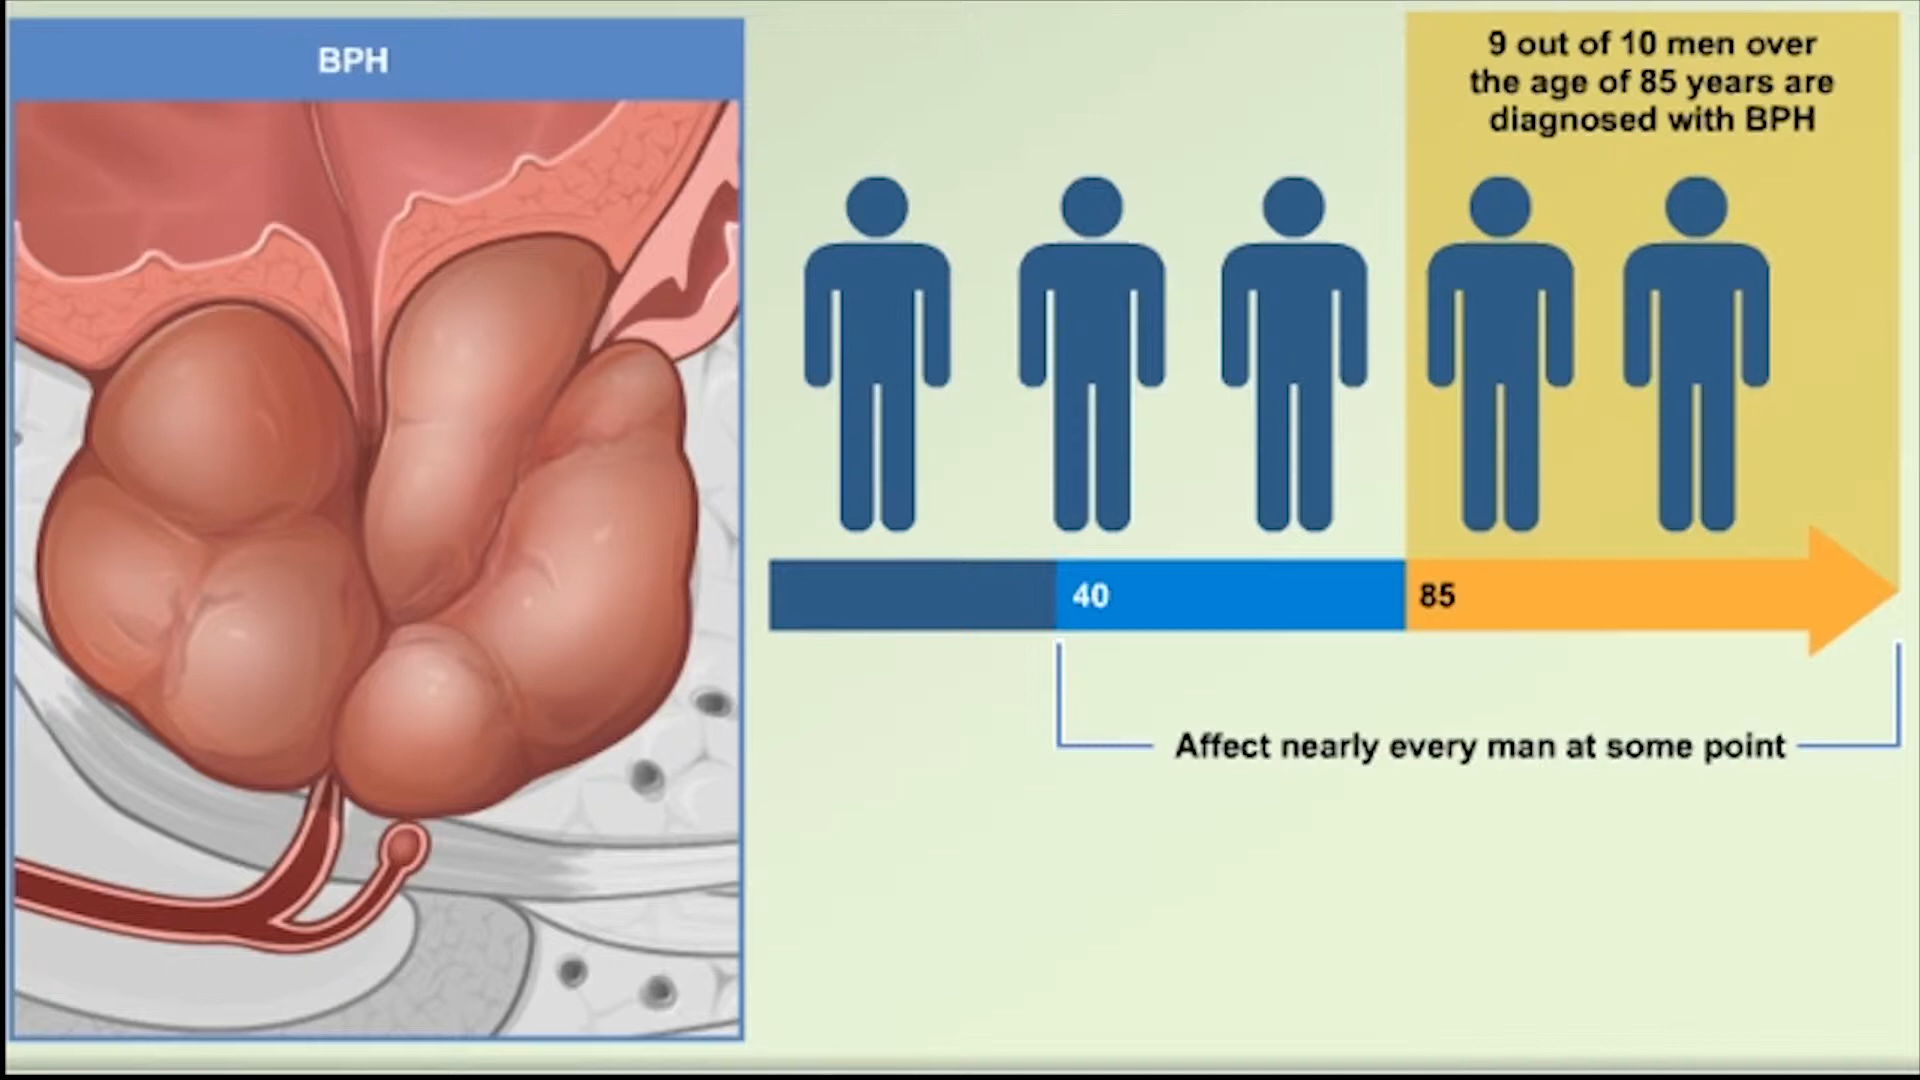 BPH
9 out of 10 men over
the age of 85 years are
diagnosed with BPH
40
85
Affect nearly every man at some point